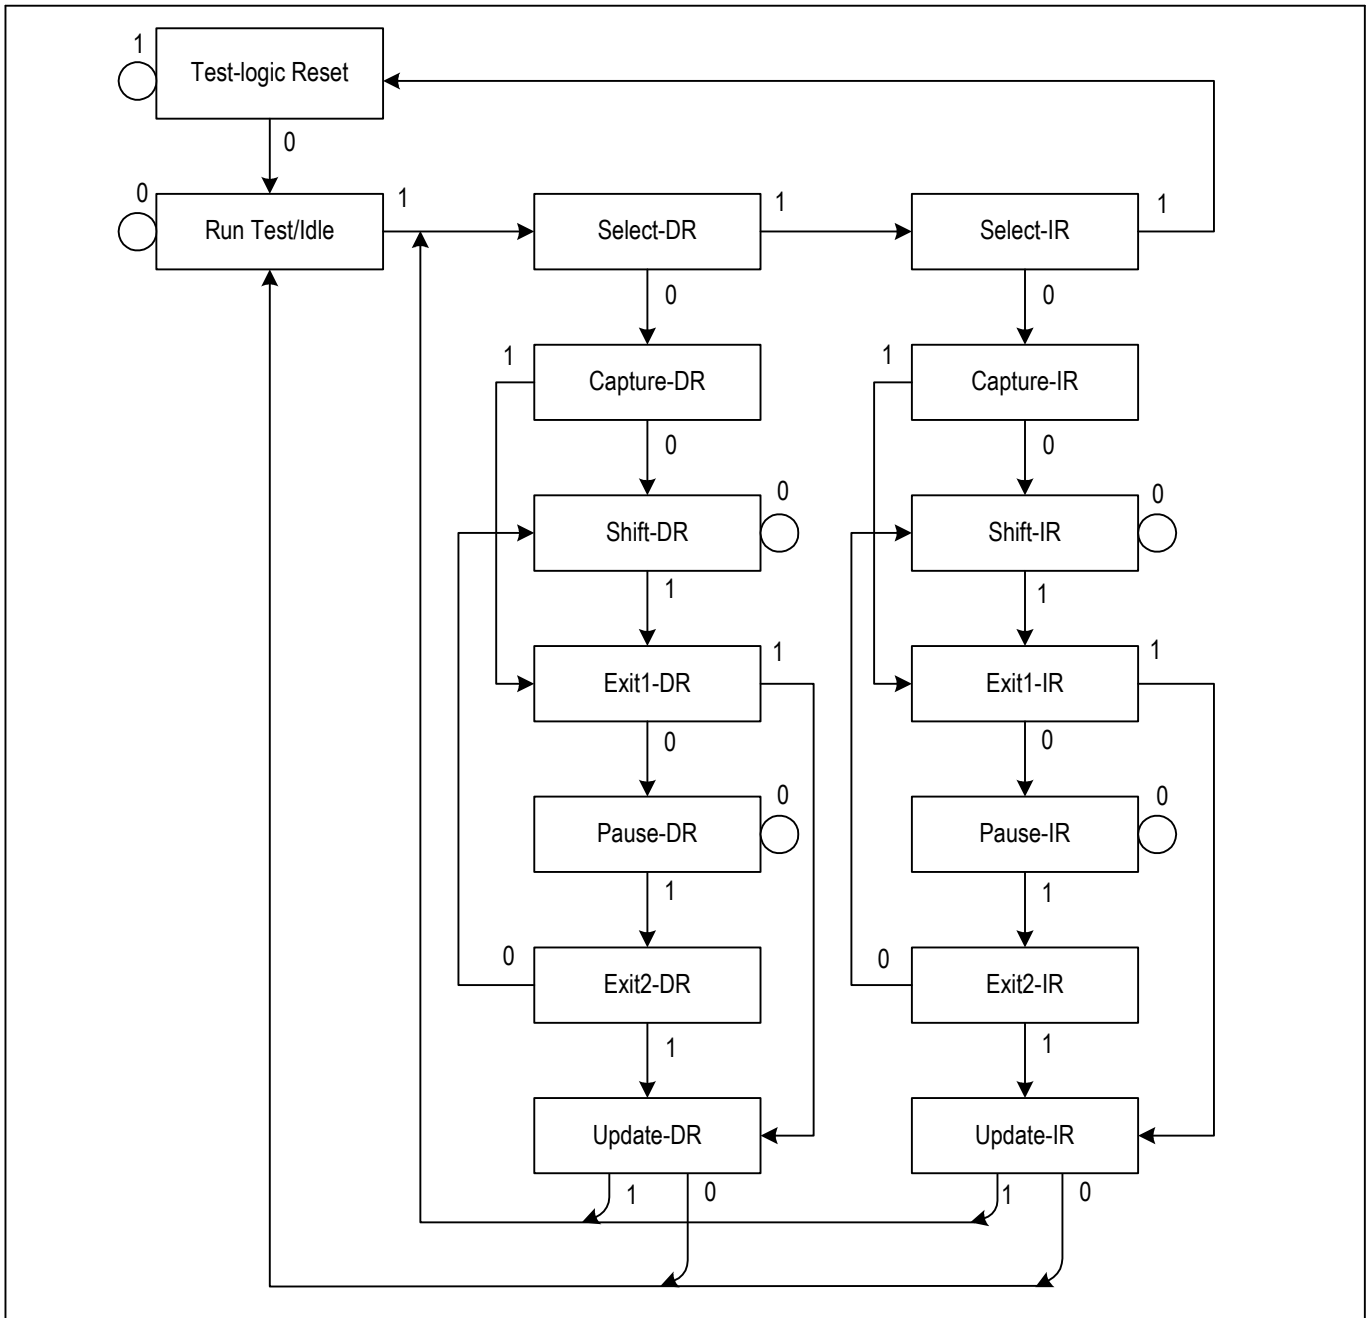 1
Test-logic Reset
0
0
Run Test/Idle
1
Select-DR
1
Select-IR
1
0
0
1
Capture-DR
1
Capture-IR
0
0
Shift-DR
0
Shift-IR
0
1
1
Exit1-DR
1
Exit1-IR
1
0
0
Pause-DR
0
Pause-IR
0
1
1
0
Exit2-DR
0
Exit2-IR
1
1
Update-DR
Update-IR
1
0
1
0